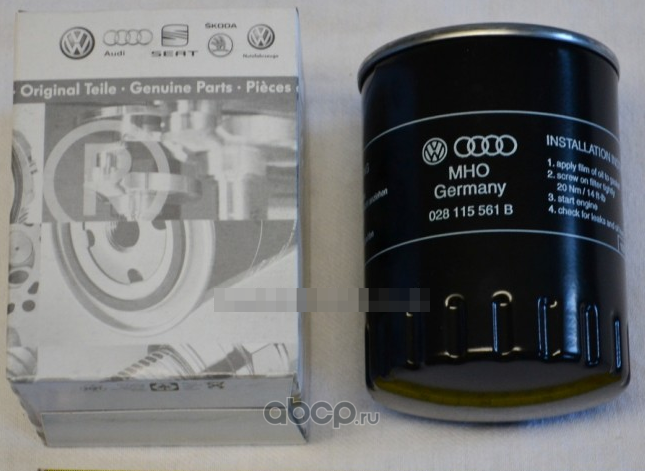 ŠKODA
Audi
SEAT
Nutzfahrzeuge
· Original Teile · Genuine Parts · Pièces
MHO
Germany
028 115 561 B
INSTALLATION
1. apply film of oil to
2. screw on filter tightly
20 Nm / 14 ft-lb
3. start engine
4. check for leaks and
abcp.ru